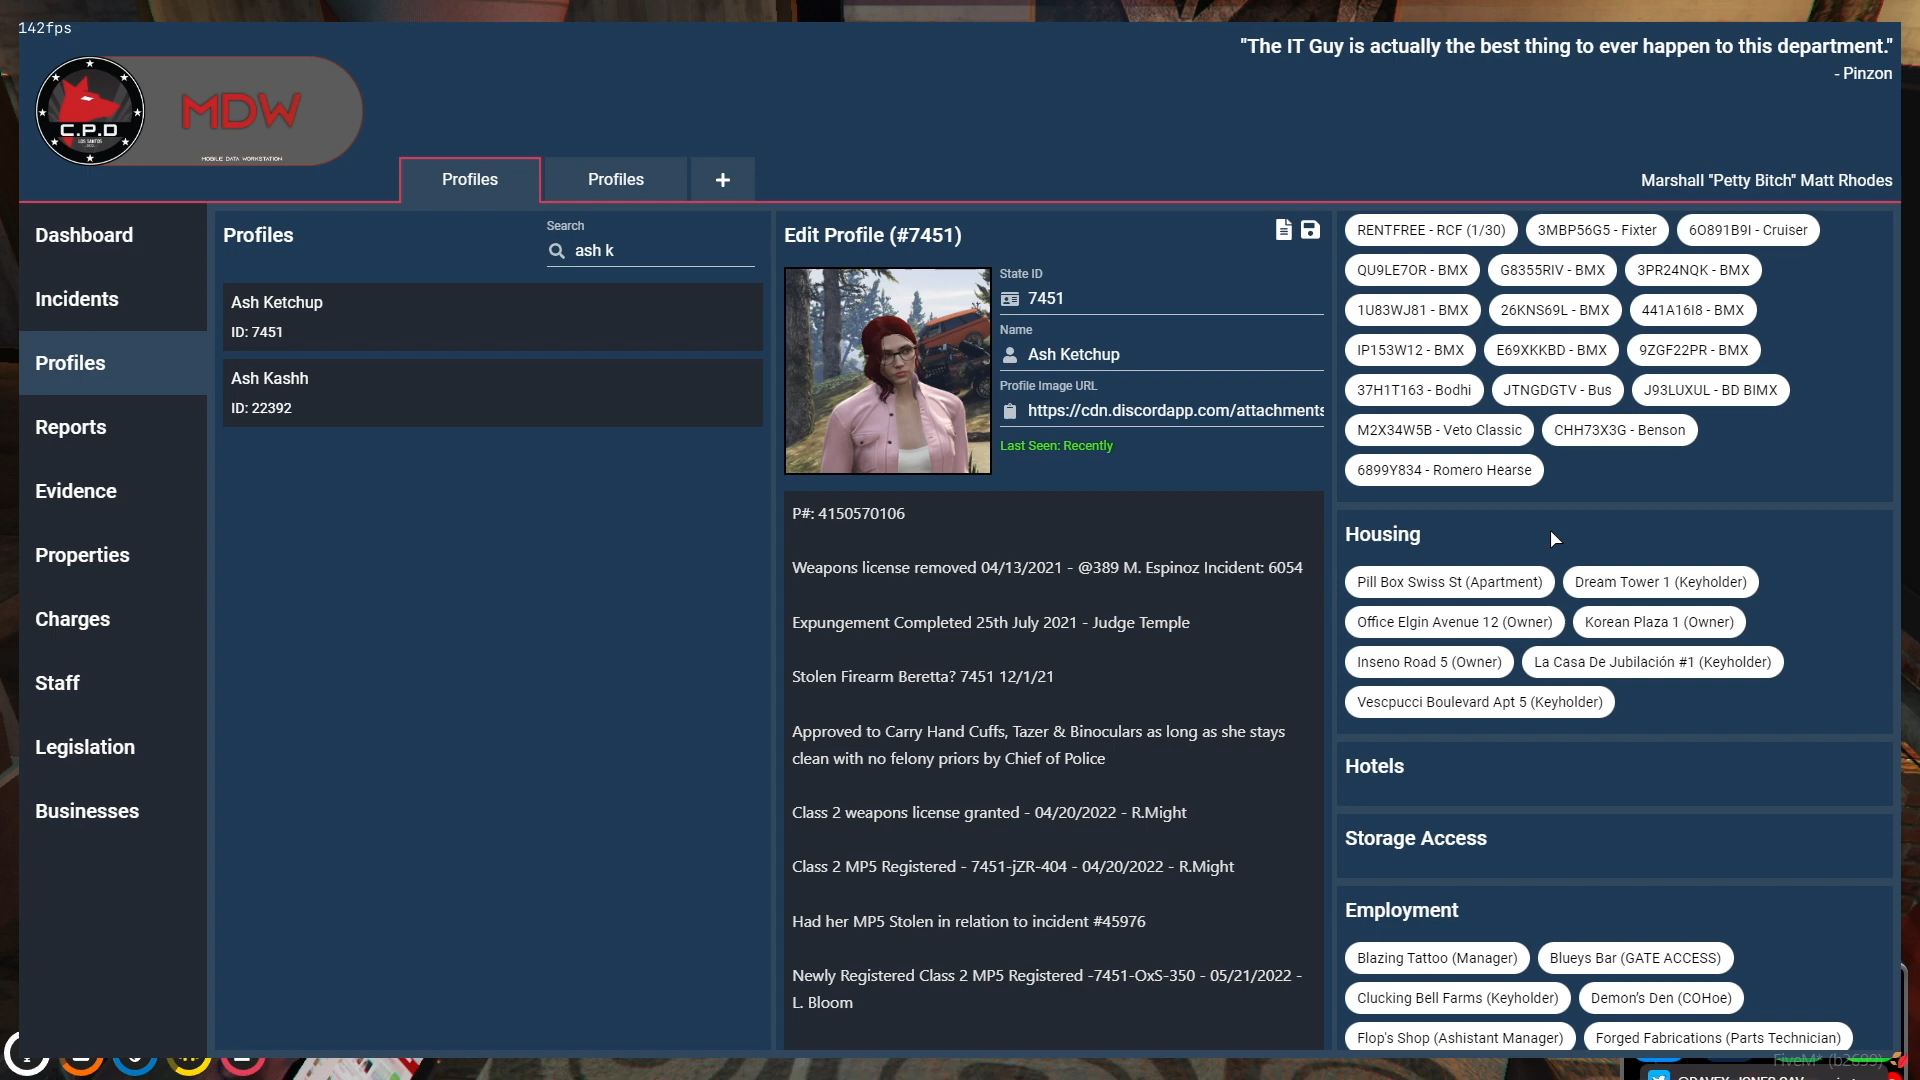 142fps
"The IT Guy is actually the best thing to ever happen to this department."
- Pinzon
C.P.D
LOS SANTOS
MDW
MOBILE DATA WORKSTATION
Profiles
Profiles
+
Marshall "Petty Bitch" Matt Rhodes
Dashboard
Incidents
Profiles
Reports
Evidence
Properties
Charges
Staff
Legislation
Businesses
Profiles
Search
ash k
Ash Ketchup
ID: 7451
Ash Kashh
ID: 22392
Edit Profile (#7451)
State ID
7451
Name
Ash Ketchup
Profile Image URL
https://cdn.discordapp.com/attachments
Last Seen: Recently
P#: 4150570106
Weapons license removed 04/13/2021 - @389 M. Espinoz Incident: 6054
Expungement Completed 25th July 2021 - Judge Temple
Stolen Firearm Beretta? 7451 12/1/21
Approved to Carry Hand Cuffs, Tazer & Binoculars as long as she stays
clean with no felony priors by Chief of Police
Class 2 weapons license granted - 04/20/2022 - R.Might
Class 2 MP5 Registered - 7451-jZR-404 - 04/20/2022 - R.Might
Had her MP5 Stolen in relation to incident #45976
Newly Registered Class 2 MP5 Registered -7451-OxS-350 - 05/21/2022 -
L. Bloom
RENTFREE - RCF (1/30) 3MBP56G5 - Fixter 6O891B9I - Cruiser
QU9LE7OR - BMX G8355RIV - BMX 3PR24NQK - BMX
1U83WJ81 - BMX 26KNS69L - BMX 441A16I8 - BMX
IP153W12 - BMX E69XKKBD - BMX 9ZGF22PR - BMX
37H1T163 - Bodhi JTNGDGTV - Bus J93LUXUL - BD BIMX
M2X34W5B - Veto Classic CHH73X3G - Benson
6899Y834 - Romero Hearse
Housing
Pill Box Swiss St (Apartment) Dream Tower 1 (Keyholder)
Office Elgin Avenue 12 (Owner) Korean Plaza 1 (Owner)
Inseno Road 5 (Owner) La Casa De Jubilación #1 (Keyholder)
Vescpucci Boulevard Apt 5 (Keyholder)
Hotels
Storage Access
Employment
Blazing Tattoo (Manager) Blueys Bar (GATE ACCESS)
Clucking Bell Farms (Keyholder) Demon's Den (COHoe)
Flop's Shop (Ashistant Manager) Forged Fabrications (Parts Technician)
FiveM* (b2699)